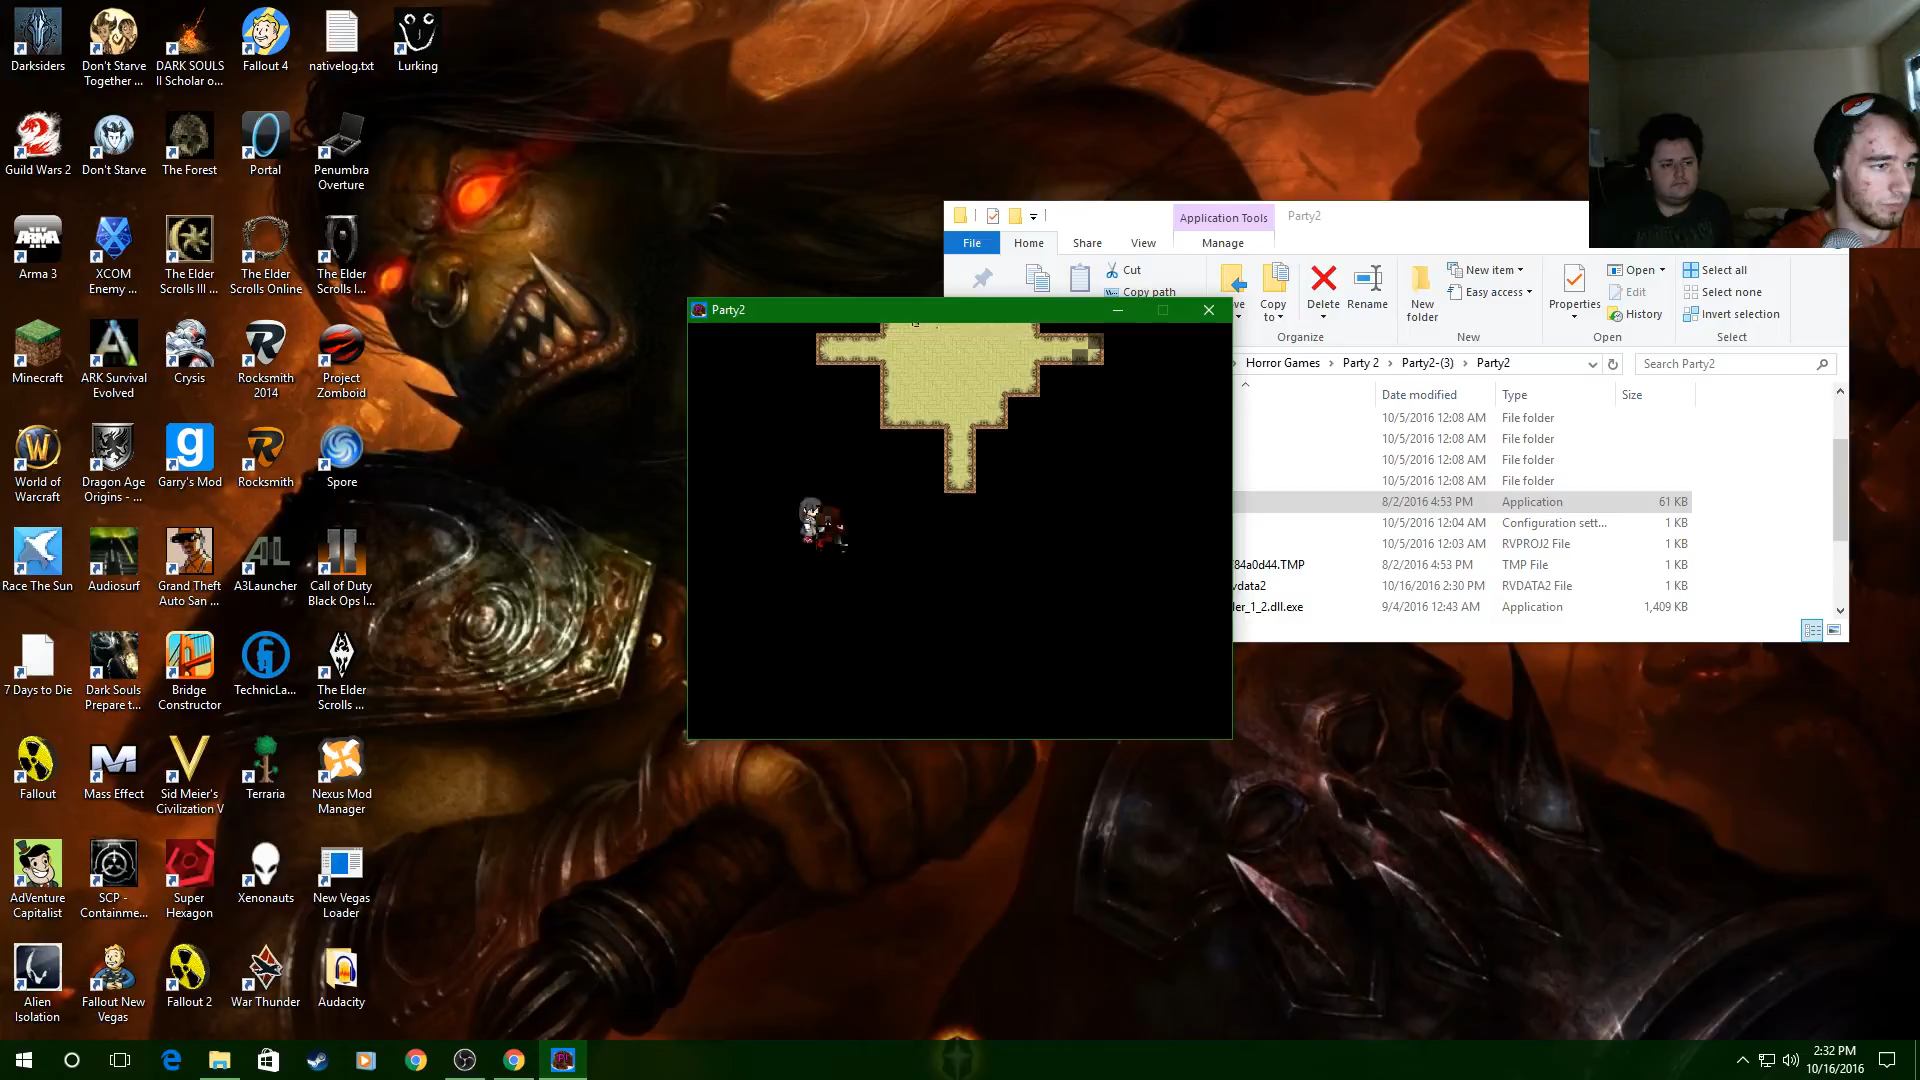 Darksiders
Don't Starve
Together ...
DARK SOULS
II Scholar o...
Fallout 4
nativelog.txt
Lurking
Guild Wars 2
Don't Starve
The Forest
Portal
Penumbra
Overture
Arma 3
XCOM
Enemy ...
The Elder
Scrolls III ...
The Elder
Scrolls Online
The Elder
Scrolls I...
Minecraft
ARK Survival
Evolved
Crysis
Rocksmith
2014
Project
Zomboid
World of
Warcraft
Dragon Age
Origins - ...
Garry's Mod
Rocksmith
Spore
Race The Sun
Audiosurf
Grand Theft
Auto San ...
A3Launcher
Call of Duty
Black Ops I...
7 Days to Die
Dark Souls
Prepare t...
Bridge
Constructor
TechnicLa...
The Elder
Scrolls ...
Fallout
Mass Effect
Sid Meier's
Civilization V
Terraria
Nexus Mod
Manager
AdVenture
Capitalist
SCP -
Containme...
Super
Hexagon
Xenonauts
New Vegas
Loader
Alien
Isolation
Fallout New
Vegas
Fallout 2
War Thunder
Audacity
Application Tools
Party2
File
Home
Share
View
Manage
Cut
Copy path
Copy
to
Delete
Rename
New
folder
New item
Easy access
Properties
Open
Edit
History
Select all
Select none
Invert selection
Organize
New
Open
Select
Party2
Horror Games > Party 2 > Party2-(3) > Party2
Search Party2
Date modified Type Size
10/5/2016 12:08 AM File folder
10/5/2016 12:08 AM File folder
10/5/2016 12:08 AM File folder
10/5/2016 12:08 AM File folder
8/2/2016 4:53 PM Application 61 KB
10/5/2016 12:04 AM Configuration sett... 1 KB
10/5/2016 12:03 AM RVPROJ2 File 1 KB
84a0d44.TMP 8/2/2016 4:53 PM TMP File 1 KB
vdata2 10/16/2016 2:30 PM RVDATA2 File 1 KB
ler_1_2.dll.exe 9/4/2016 12:43 AM Application 1,409 KB
2:32 PM
10/16/2016